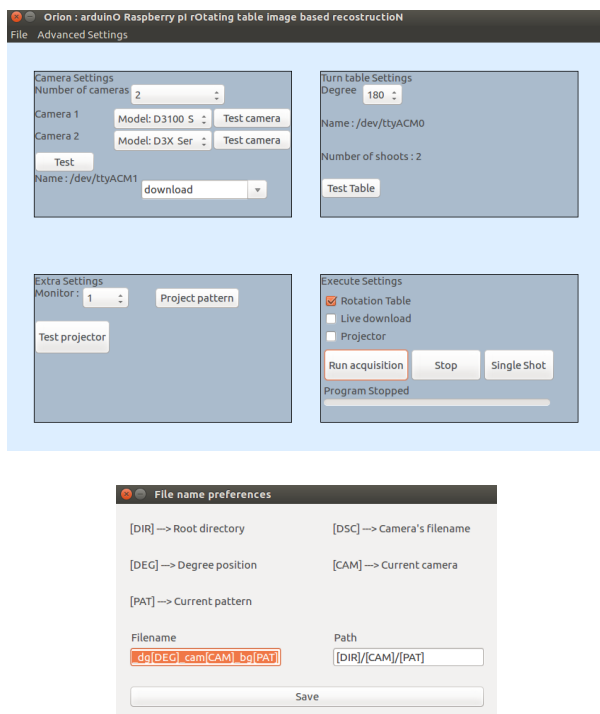 Orion : arduinO Raspberry pI rOtating table image based recostructioN
File Advanced Settings
Camera Settings
Number of cameras 2
Camera 1 Model: D3100 S Test camera
Camera 2 Model: D3X Ser Test camera
Test
Name : /dev/ttyACM1
download
Turn table Settings
Degree 180
Name : /dev/ttyACM0
Number of shoots : 2
Test Table
Extra Settings
Monitor : 1 Project pattern
Test projector
Execute Settings
Rotation Table
Live download
Projector
Run acquisition Stop Single Shot
Program Stopped
File name preferences
[DIR] ---> Root directory [DSC] ---> Camera's filename
[DEG] ---> Degree position [CAM] ---> Current camera
[PAT] ---> Current pattern
Filename Path
_dg[DEG]_cam[CAM]_bg[PAT] [DIR]/[CAM]/[PAT]
Save